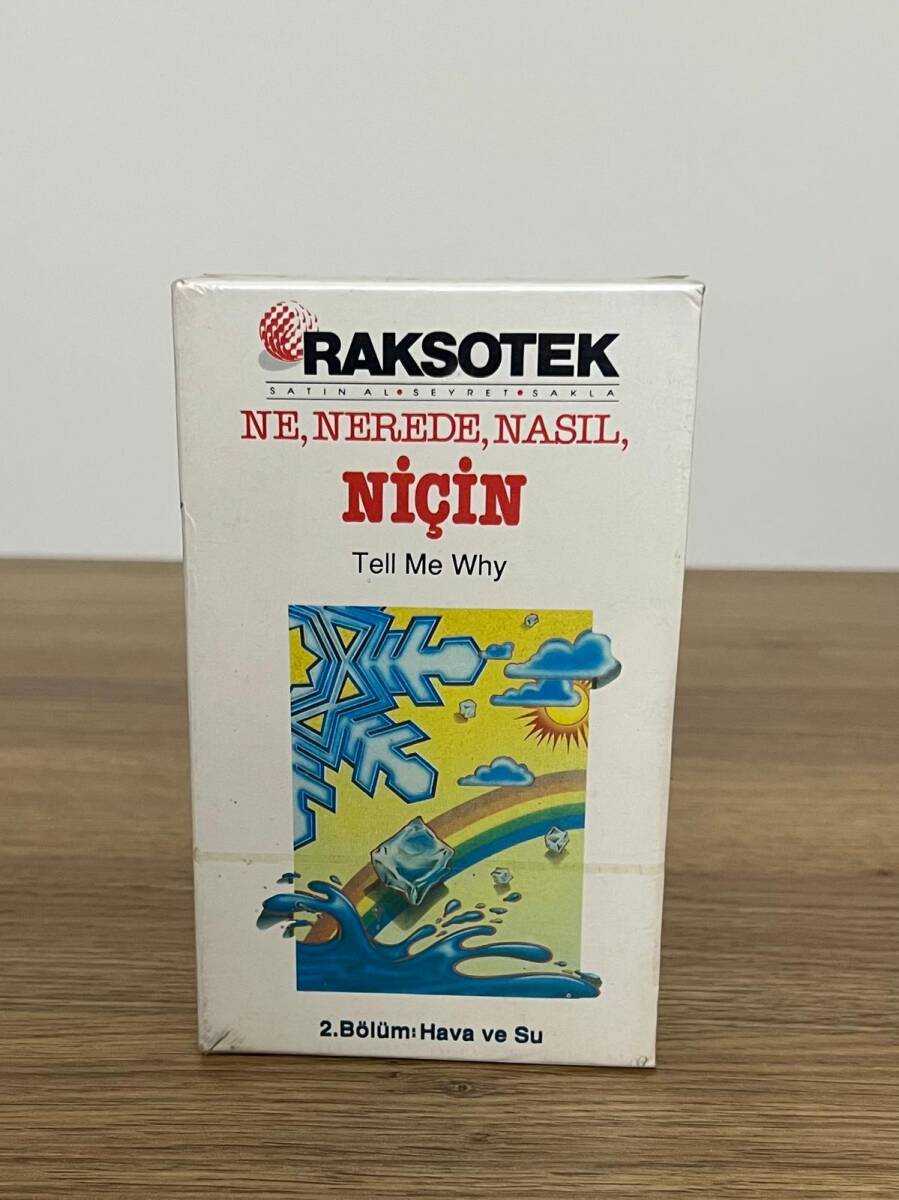 RAKSOTEK
SATIN AL•SEYRET•SAKLA
NE, NEREDE, NASIL,
NİÇİN
Tell Me Why
2.Bölüm: Hava ve Su